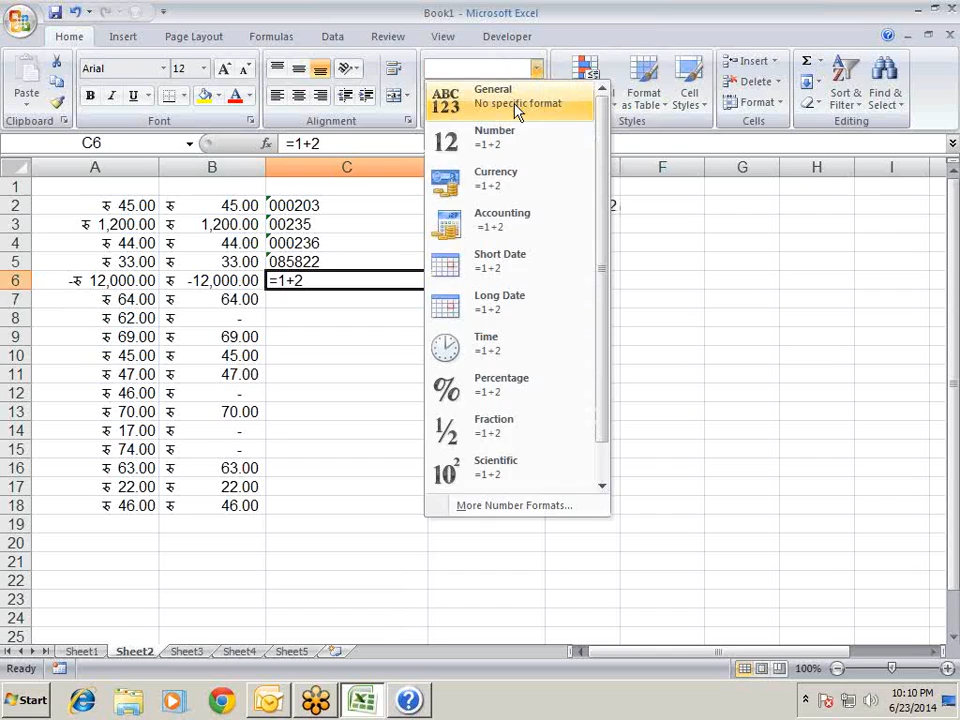 Book1 - Microsoft Excel
Home Insert Page Layout Formulas Data Review View Developer
Arial 12
Paste
B I U
Format as Table
Cell Styles
Insert
Delete
Format
Sort & Filter
Find & Select
Clipboard Font Alignment Styles Cells Editing
C6 fx =1+2
A B C F G H I
1
2 रु 45.00 रु 45.00 000203
3 रु 1,200.00 रु 1,200.00 00235
4 रु 44.00 रु 44.00 000236
5 रु 33.00 रु 33.00 085822
6 -रु 12,000.00 रु -12,000.00 =1+2
7 रु 64.00 रु 64.00
8 रु 62.00 रु -
9 रु 69.00 रु 69.00
10 रु 45.00 रु 45.00
11 रु 47.00 रु 47.00
12 रु 46.00 रु -
13 रु 70.00 रु 70.00
14 रु 17.00 रु -
15 रु 74.00 रु -
16 रु 63.00 रु 63.00
17 रु 22.00 रु 22.00
18 रु 46.00 रु 46.00
19
20
21
22
23
24
25
ABC 123
General
No specific format
12
Number
=1+2
Currency
=1+2
Accounting
=1+2
Short Date
=1+2
Long Date
=1+2
Time
=1+2
%
Percentage
=1+2
½
Fraction
=1+2
10²
Scientific
=1+2
More Number Formats...
Sheet1 Sheet2 Sheet3 Sheet4 Sheet5
Ready 100%
Start
10:10 PM
6/23/2014